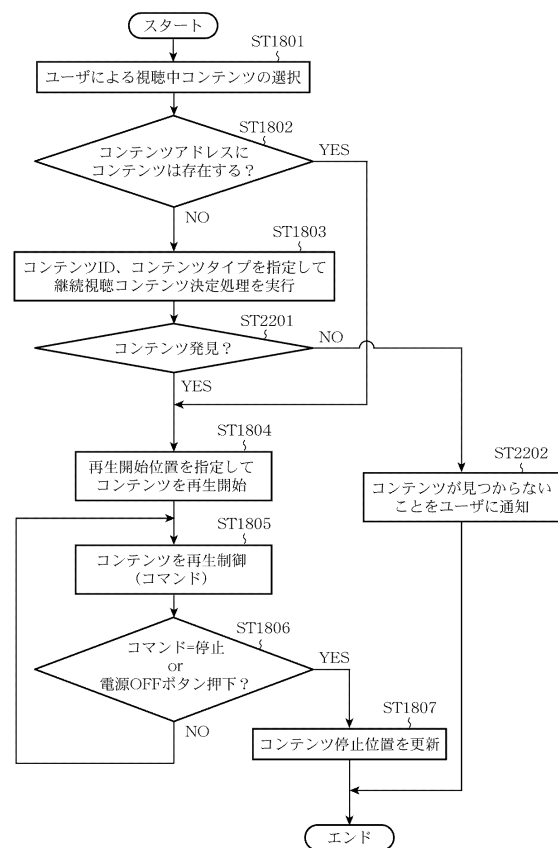 スタート
ST1801
ユーザによる視聴中コンテンツの選択
ST1802
コンテンツアドレスに
コンテンツは存在する?
YES
NO
ST1803
コンテンツID、コンテンツタイプを指定して
継続視聴コンテンツ決定処理を実行
ST2201
コンテンツ発見?
NO
YES
ST1804
再生開始位置を指定して
コンテンツを再生開始
ST2202
コンテンツが見つからない
ことをユーザに通知
ST1805
コンテンツを再生制御
(コマンド)
ST1806
コマンド=停止
or
電源OFFボタン押下?
YES
NO
ST1807
コンテンツ停止位置を更新
エンド